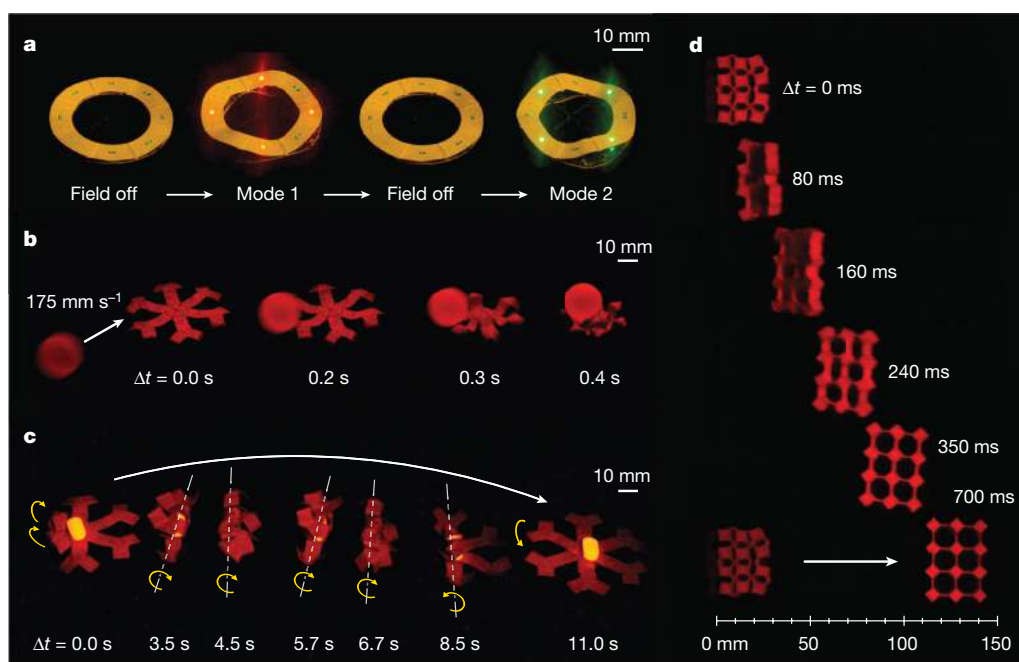 a
10 mm
Field off
Mode 1
Field off
Mode 2
b
10 mm
175 mm s⁻¹
Δt = 0.0 s
0.2 s
0.3 s
0.4 s
c
10 mm
Δt = 0.0 s
3.5 s
4.5 s
5.7 s
6.7 s
8.5 s
11.0 s
d
Δt = 0 ms
80 ms
160 ms
240 ms
350 ms
700 ms
0 mm
50
100
150